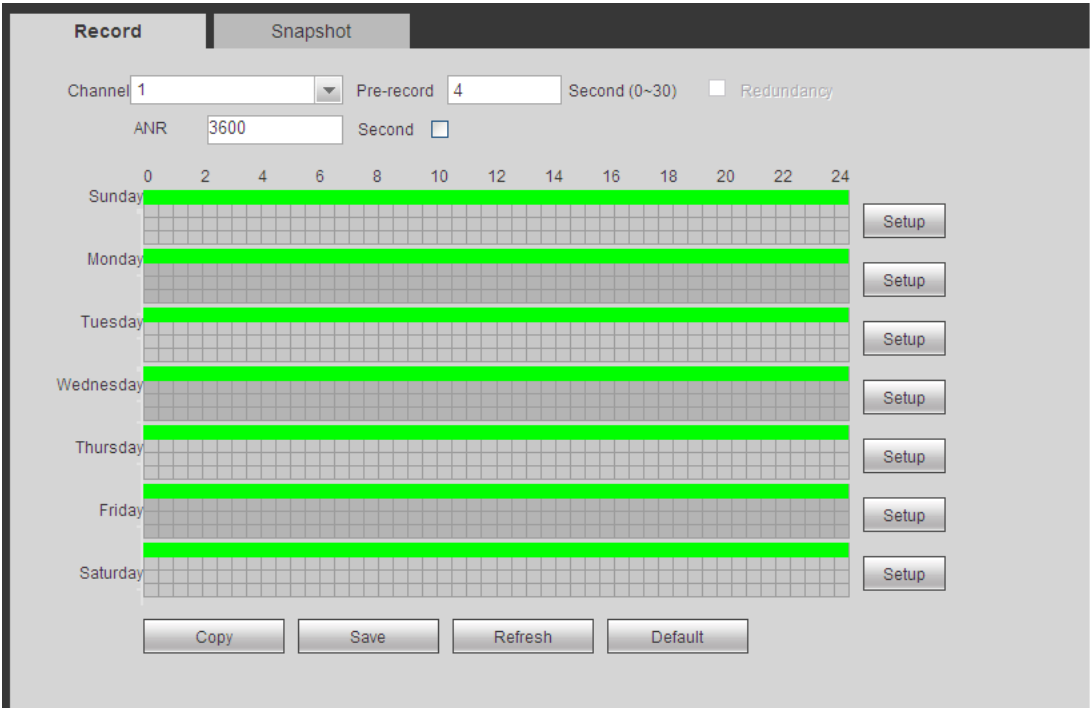 Record Snapshot
Channel 1 Pre-record 4 Second (0~30) Redundancy
ANR 3600 Second
0 2 4 6 8 10 12 14 16 18 20 22 24
Sunday
Setup
Monday
Setup
Tuesday
Setup
Wednesday
Setup
Thursday
Setup
Friday
Setup
Saturday
Setup
Copy Save Refresh Default